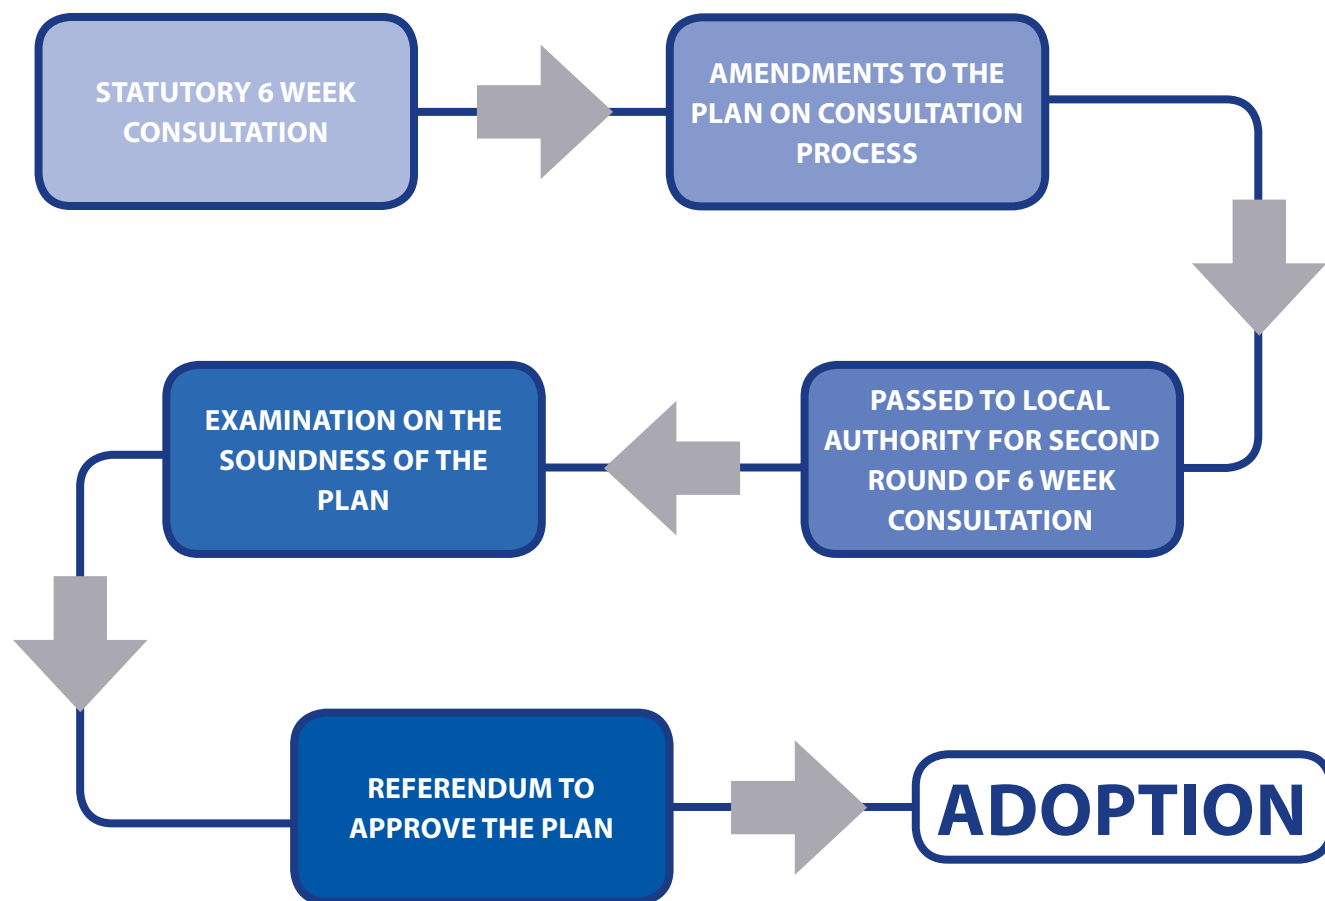 STATUTORY 6 WEEK
CONSULTATION
AMENDMENTS TO THE
PLAN ON CONSULTATION
PROCESS
PASSED TO LOCAL
AUTHORITY FOR SECOND
ROUND OF 6 WEEK
CONSULTATION
EXAMINATION ON THE
SOUNDNESS OF THE
PLAN
REFERENDUM TO
APPROVE THE PLAN
ADOPTION